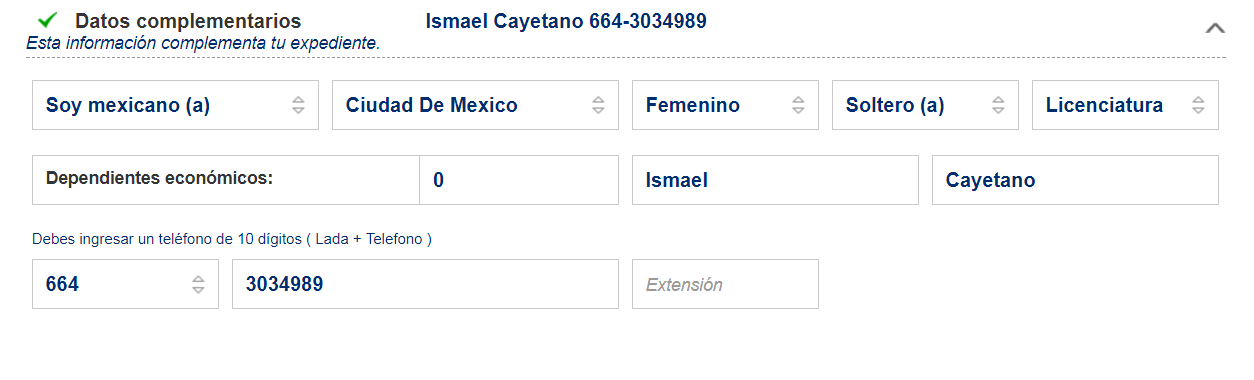 Datos complementarios Ismael Cayetano 664-3034989
Esta información complementa tu expediente.
Soy mexicano (a) Ciudad De Mexico Femenino Soltero (a) Licenciatura
Dependientes económicos: 0 Ismael Cayetano
Debes ingresar un teléfono de 10 dígitos ( Lada + Telefono )
664 3034989 Extensión